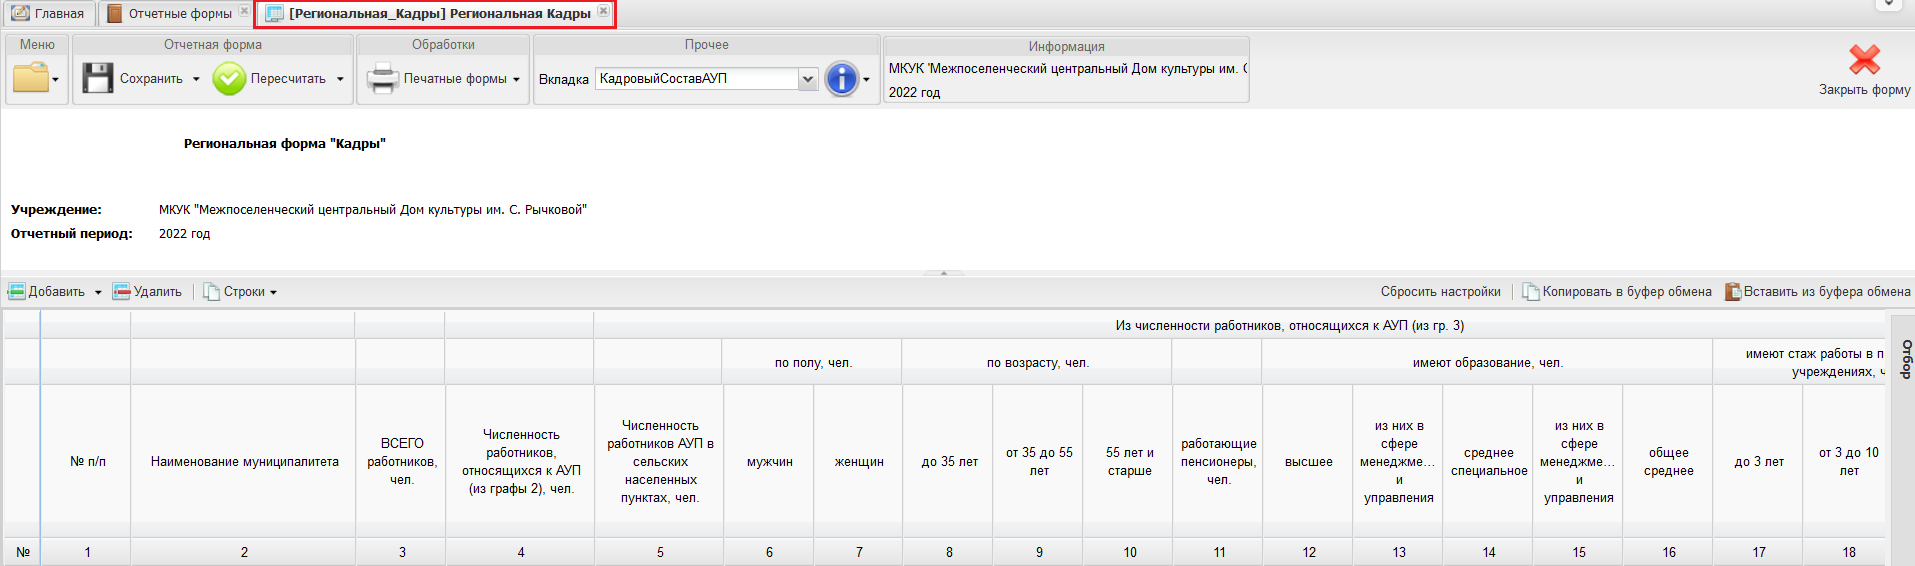 Главная
Отчетные формы
[Региональная_Кадры] Региональная Кадры
Меню
Отчетная форма
Обработки
Прочее
Информация
Сохранить
Пересчитать
Печатные формы
Вкладка
КадровыйСоставАУП
МКУК 'Межпоселенческий центральный Дом культуры им. С
2022 год
Закрыть форму
Региональная форма "Кадры"
Учреждение:
МКУК "Межпоселенческий центральный Дом культуры им. С. Рычковой"
Отчетный период:
2022 год
Добавить
Удалить
Строки
Сбросить настройки
Копировать в буфер обмена
Вставить из буфера обмена
Из численности работников, относящихся к АУП (из гр. 3)
по полу, чел.
по возрасту, чел.
имеют образование, чел.
имеют стаж работы в п
учреждениях, ч
Отбор
№ п/п
Наименование муниципалитета
ВСЕГО
работников,
чел.
Численность
работников,
относящихся к АУП
(из графы 2), чел.
Численность
работников АУП в
сельских
населенных
пунктах, чел.
мужчин
женщин
до 35 лет
от 35 до 55
лет
55 лет и
старше
работающие
пенсионеры,
чел.
высшее
из них в
сфере
менеджме...
и
управления
среднее
специальное
из них в
сфере
менеджме...
и
управления
общее
среднее
до 3 лет
от 3 до 10
лет
№ 1 2 3 4 5 6 7 8 9 10 11 12 13 14 15 16 17 18